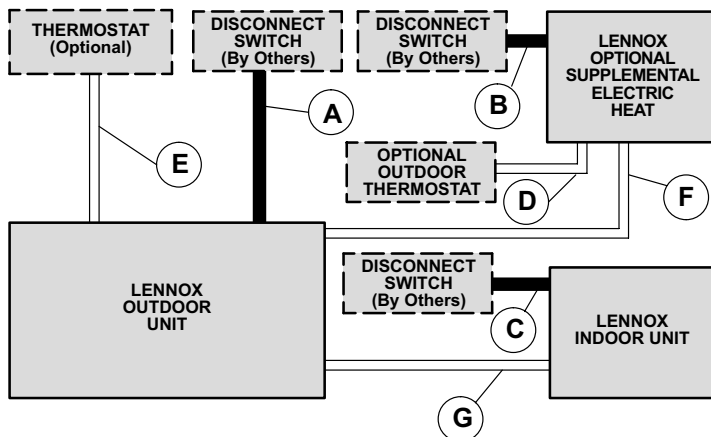 THERMOSTAT
(Optional)
DISCONNECT
SWITCH
(By Others)
DISCONNECT
SWITCH
(By Others)
LENNOX
OPTIONAL
SUPPLEMENTAL
ELECTRIC
HEAT
B
A
E
OPTIONAL
OUTDOOR
THERMOSTAT
D
F
LENNOX
OUTDOOR
UNIT
DISCONNECT
SWITCH
(By Others)
C
LENNOX
INDOOR UNIT
G